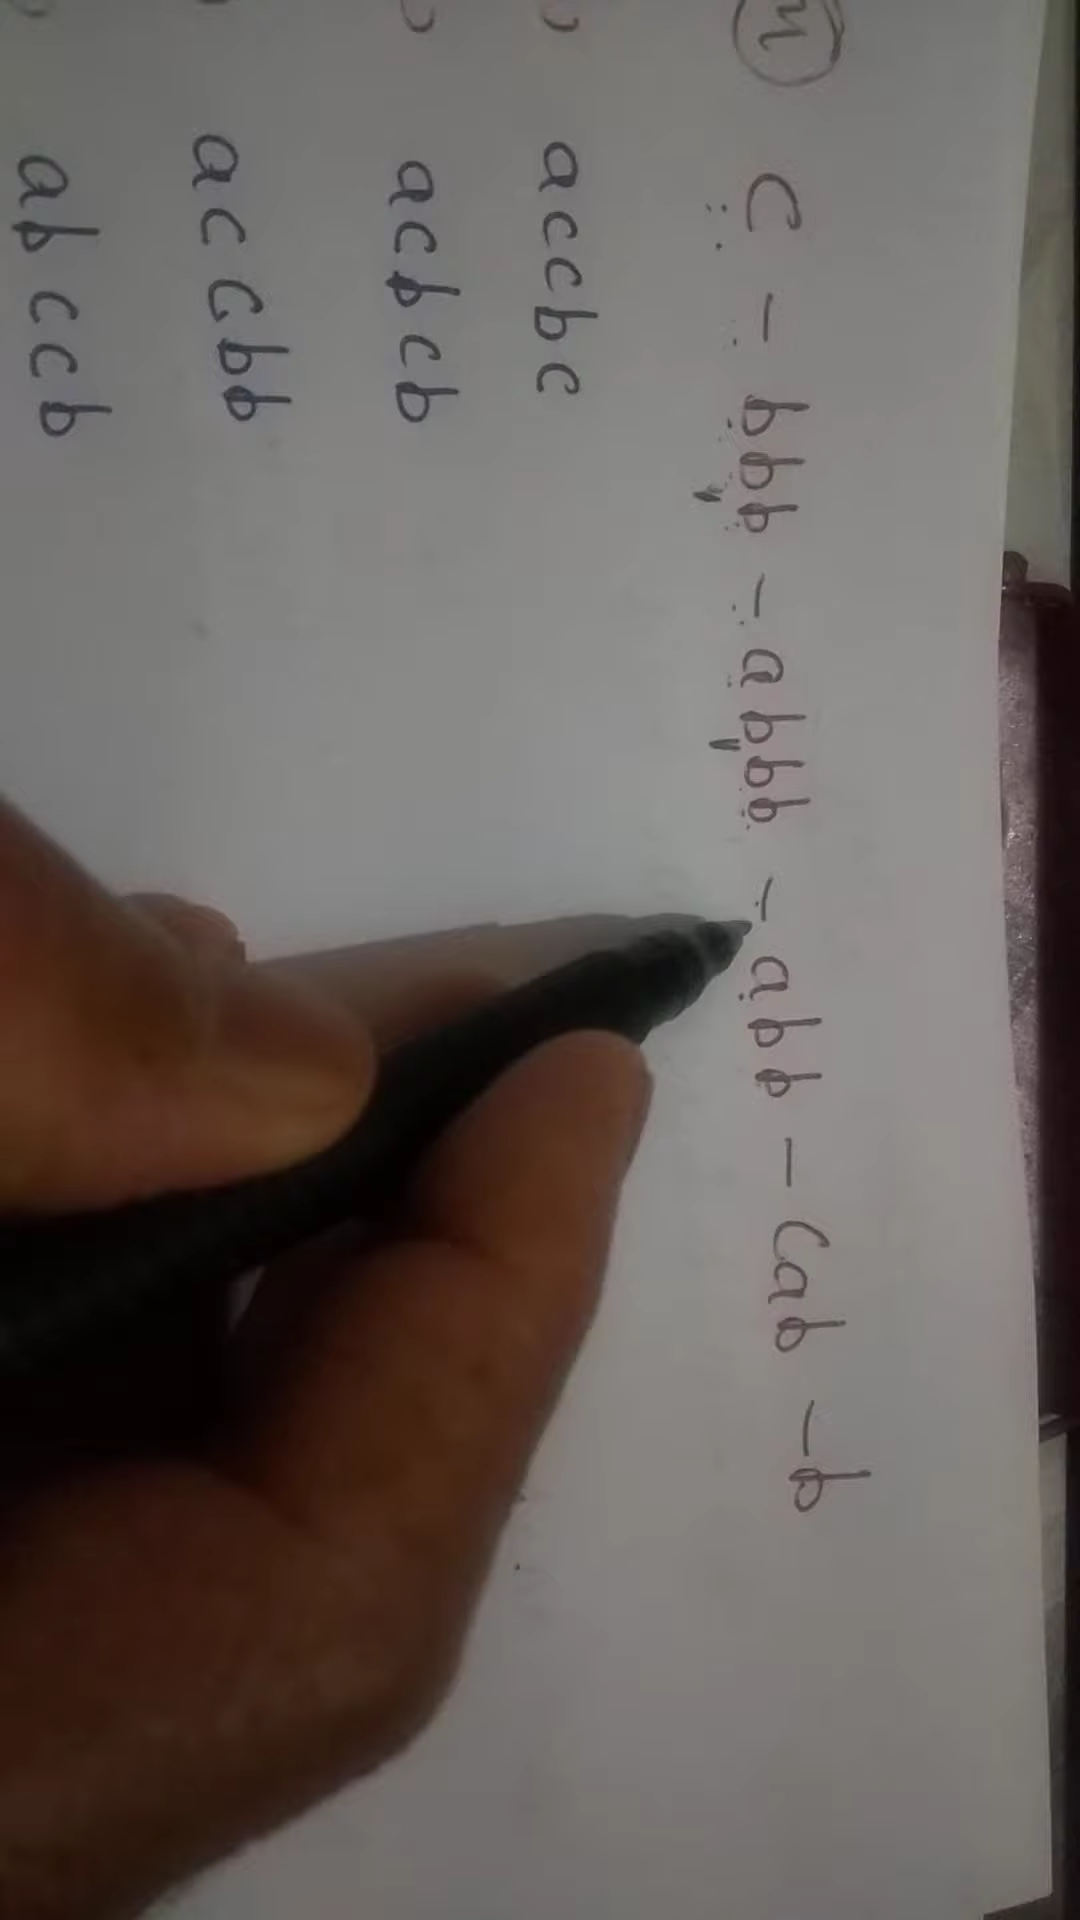 C - bbb - abbb - abb - Cab - b
) accbc
) acbcb
accbb
abccb